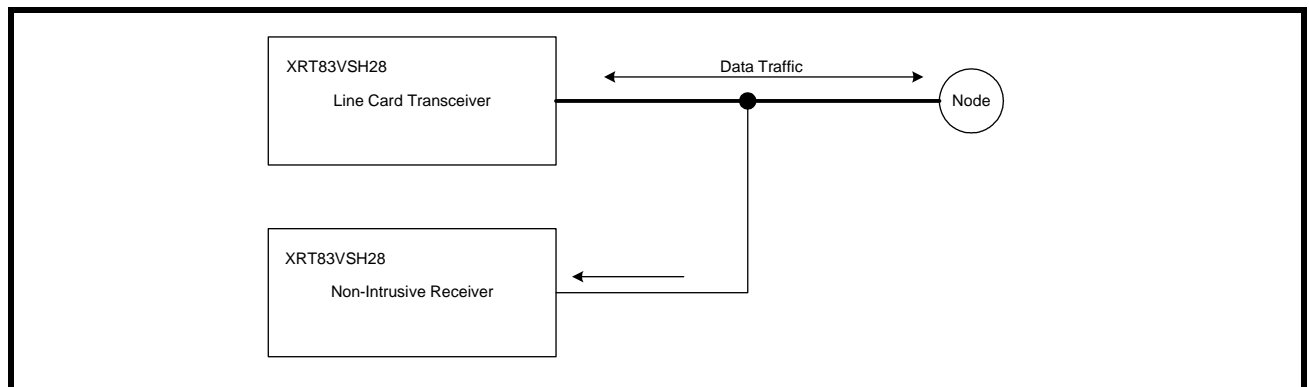 XRT83VSH28
Line Card Transceiver
Data Traffic
Node
XRT83VSH28
Non-Intrusive Receiver